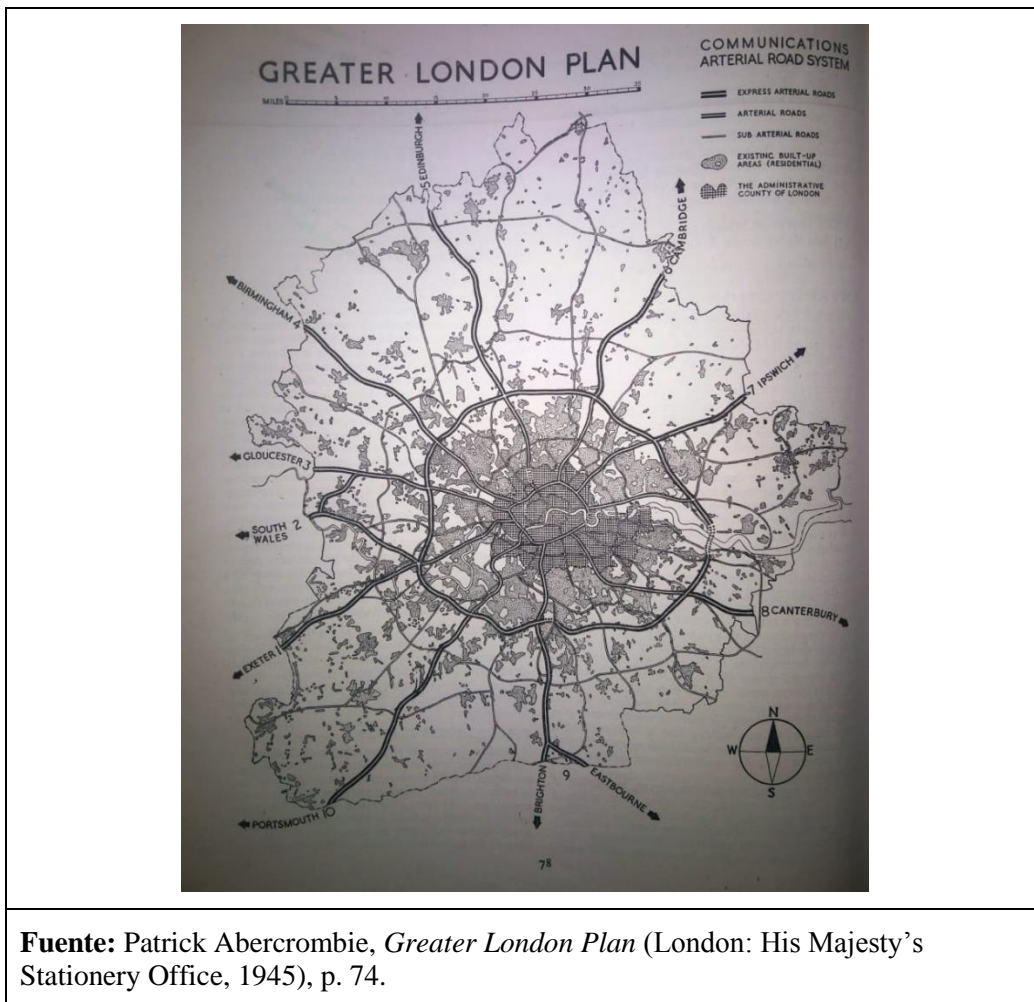 GREATER LONDON PLAN
MILES
COMMUNICATIONS
ARTERIAL ROAD SYSTEM
EXPRESS ARTERIAL ROADS
ARTERIAL ROADS
SUB ARTERIAL ROADS
EXISTING BUILT-UP
AREAS (RESIDENTIAL)
THE ADMINISTRATIVE
COUNTY OF LONDON
5 EDINBURGH
6 CAMBRIDGE
BIRMINGHAM 4
7 IPSWICH
GLOUCESTER 3
SOUTH 2
WALES
8 CANTERBURY
EXETER 1
N
W E
S
9
BRIGHTON
EASTBOURNE
PORTSMOUTH 10
78
Fuente: Patrick Abercrombie, Greater London Plan (London: His Majesty’s
Stationery Office, 1945), p. 74.